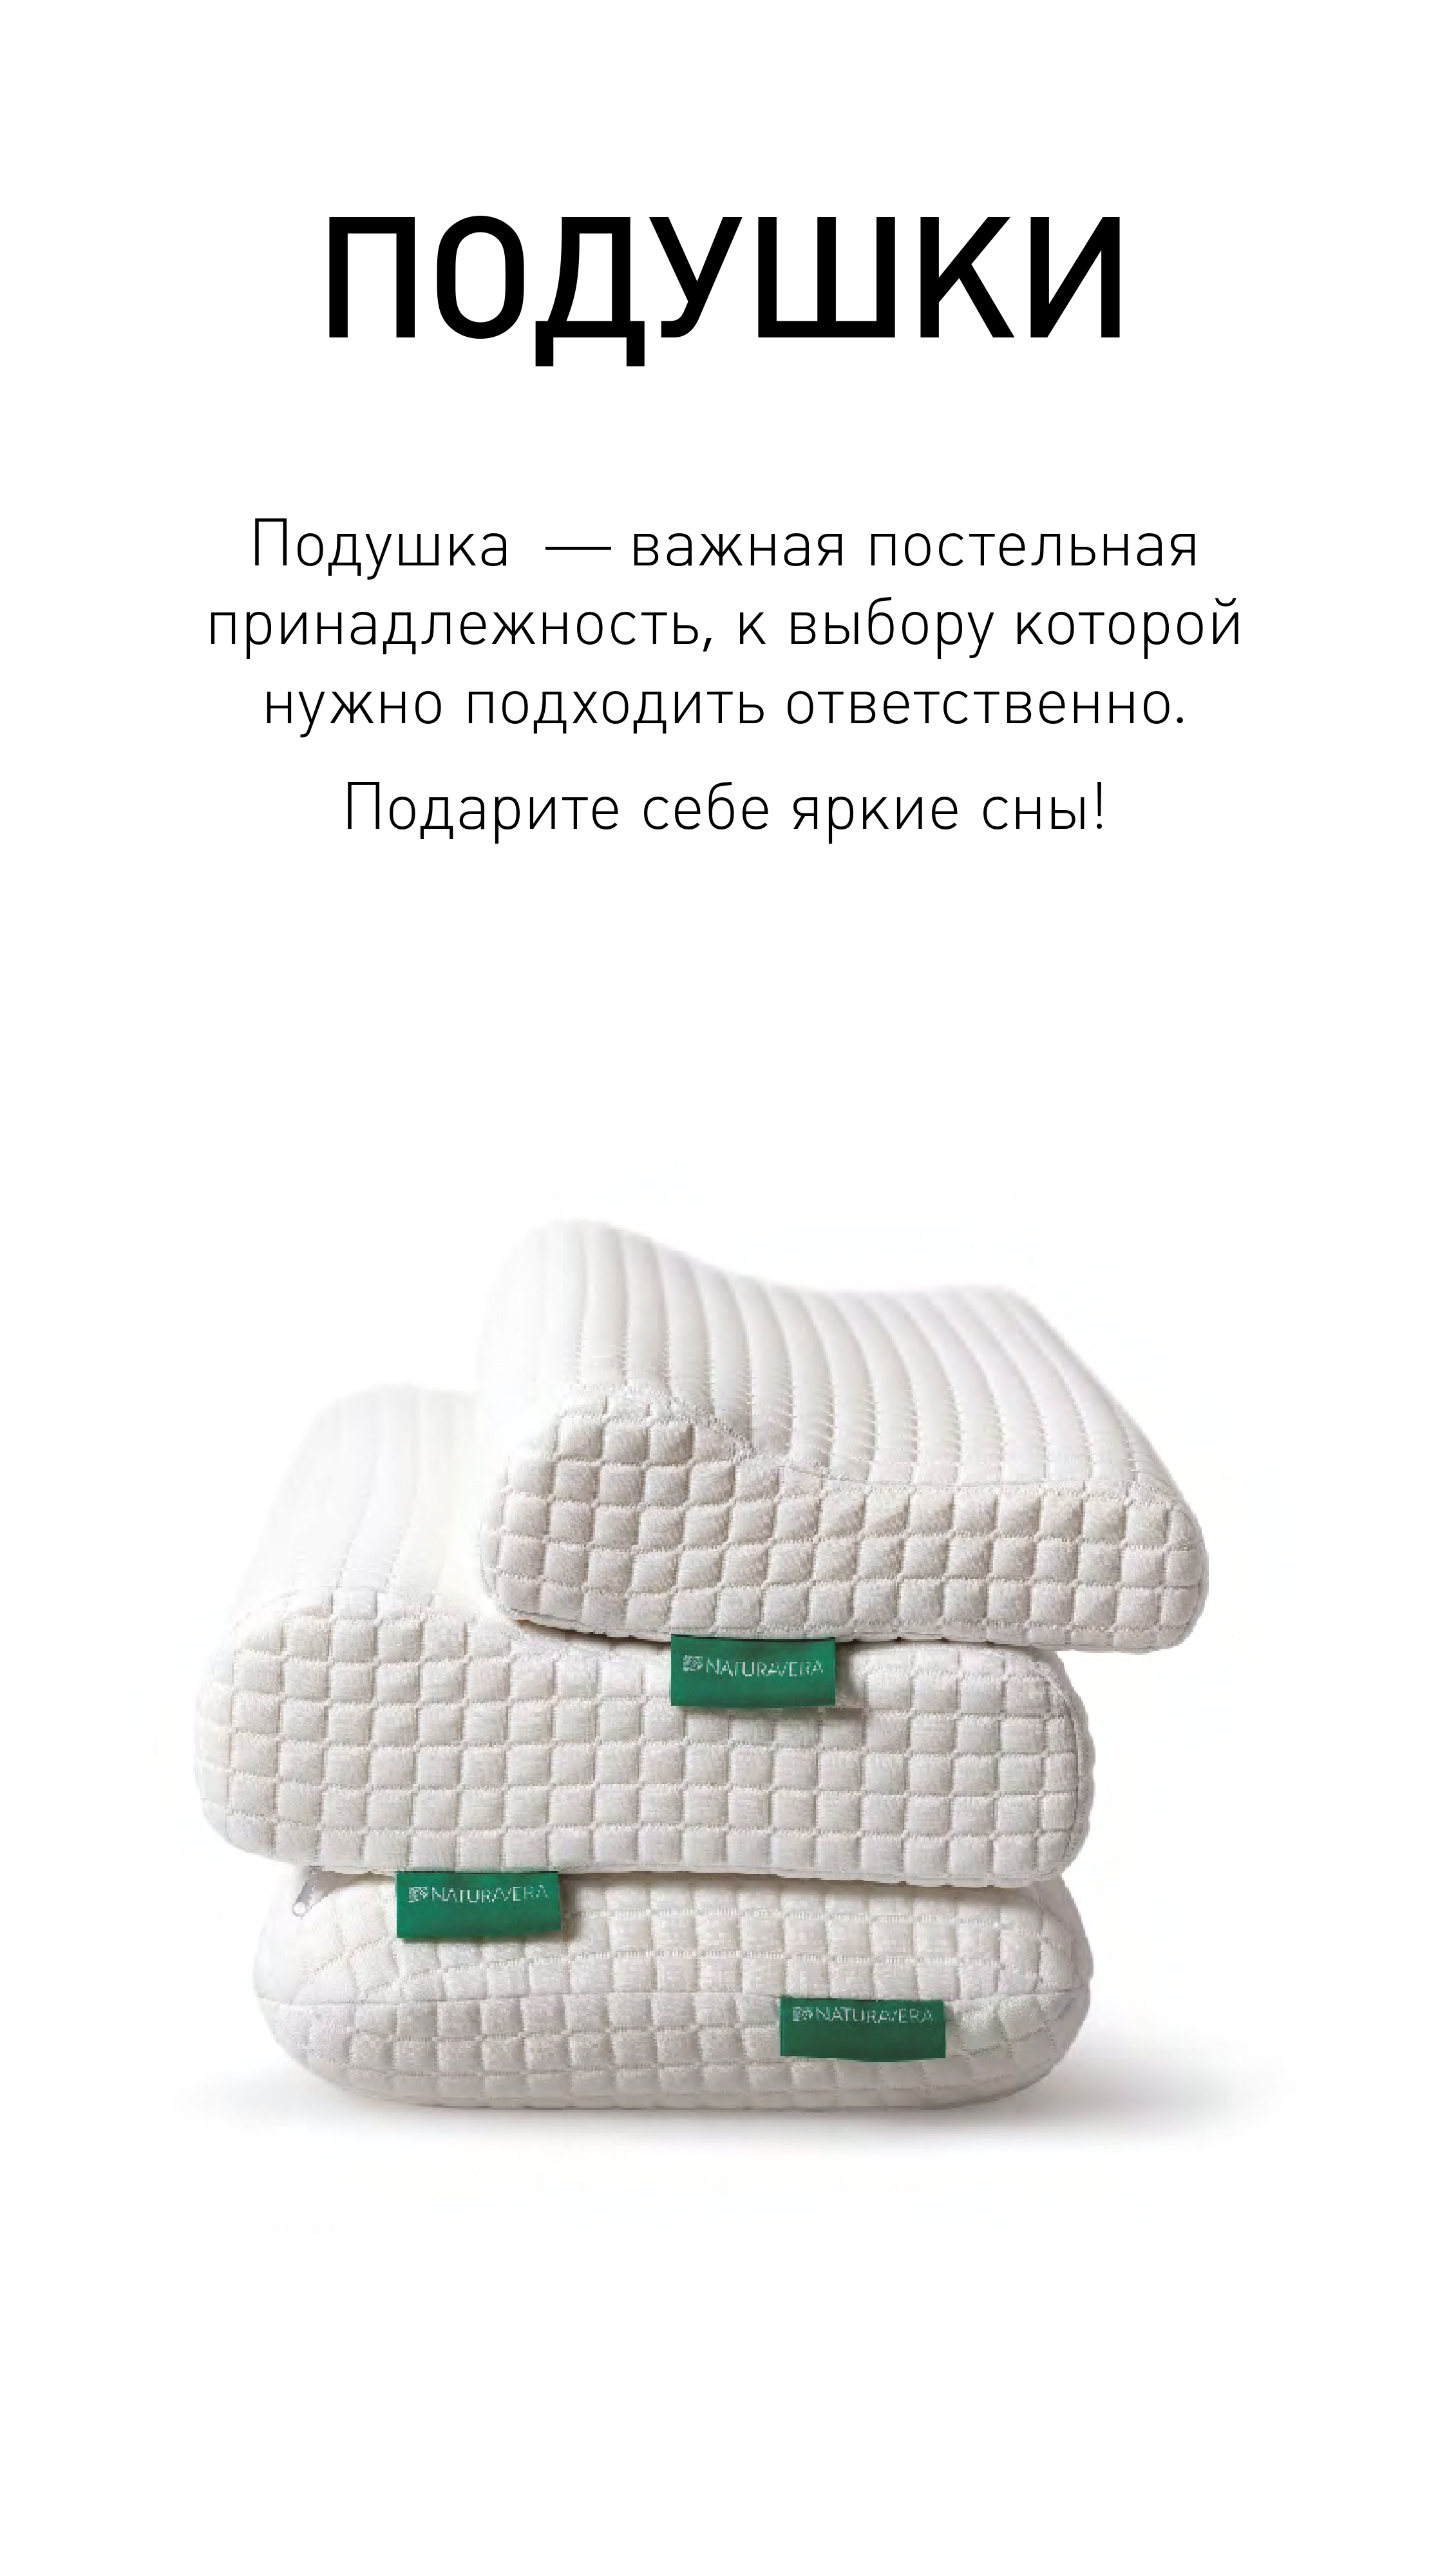 ПОДУШКИ
Подушка — важная постельная
принадлежность, к выбору которой
нужно подходить ответственно.
Подарите себе яркие сны!
NATURAVERA
NATURAVERA
NATURAVERA